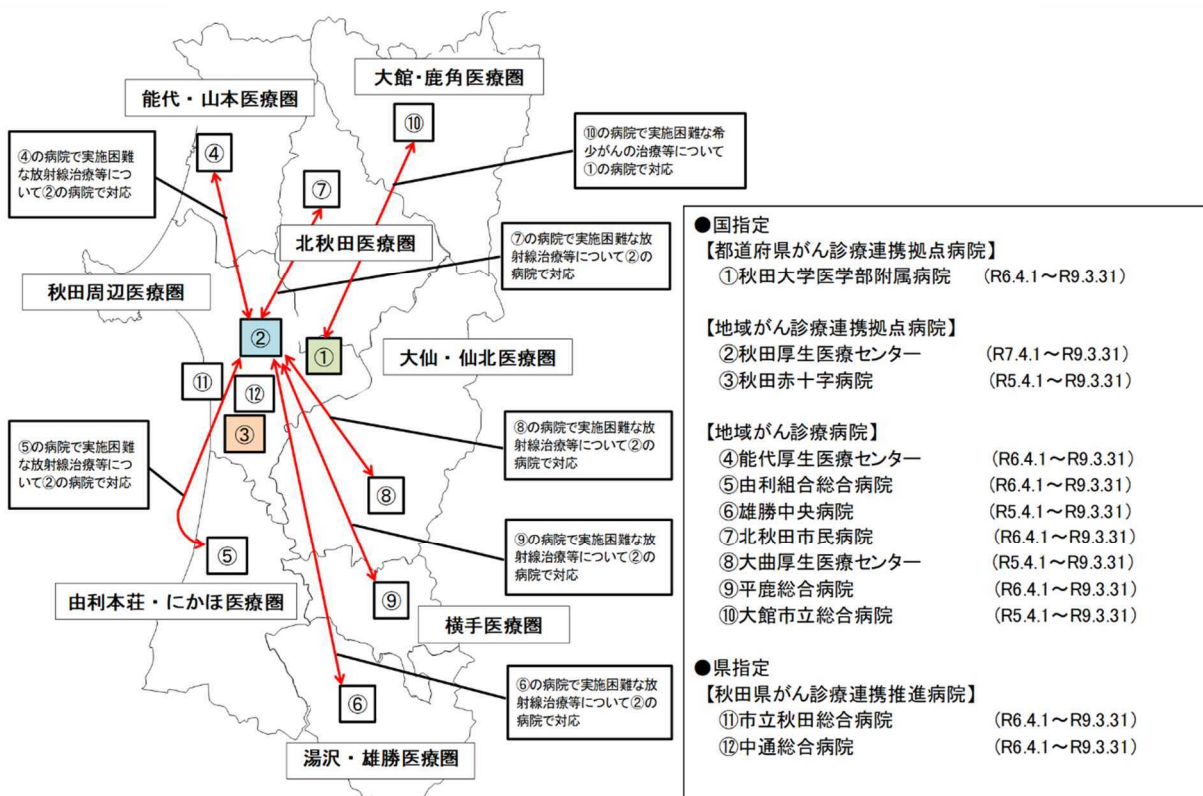 大館・鹿角医療圏
能代・山本医療圏
⑩
④の病院で実施困難
な放射線治療等につ
いて②の病院で対応
④
⑩の病院で実施困難な希
少がんの治療等について
①の病院で対応
⑦
北秋田医療圏
⑦の病院で実施困難な放
射線治療等について②の
病院で対応
秋田周辺医療圏
②
①
大仙・仙北医療圏
⑪
⑫
③
⑤の病院で実施困難
な放射線治療等につ
いて②の病院で対応
⑧の病院で実施困難な放
射線治療等について②の
病院で対応
⑧
⑤
⑨の病院で実施困難な放
射線治療等について②の
病院で対応
由利本荘・にかほ医療圏
⑨
横手医療圏
⑥
⑥の病院で実施困難な放
射線治療等について②の
病院で対応
湯沢・雄勝医療圏
●国指定
【都道府県がん診療連携拠点病院】
①秋田大学医学部附属病院 (R6.4.1～R9.3.31)
【地域がん診療連携拠点病院】
②秋田厚生医療センター (R7.4.1～R9.3.31)
③秋田赤十字病院 (R5.4.1～R9.3.31)
【地域がん診療病院】
④能代厚生医療センター (R6.4.1～R9.3.31)
⑤由利組合総合病院 (R6.4.1～R9.3.31)
⑥雄勝中央病院 (R5.4.1～R9.3.31)
⑦北秋田市民病院 (R6.4.1～R9.3.31)
⑧大曲厚生医療センター (R5.4.1～R9.3.31)
⑨平鹿総合病院 (R6.4.1～R9.3.31)
⑩大館市立総合病院 (R5.4.1～R9.3.31)
●県指定
【秋田県がん診療連携推進病院】
⑪市立秋田総合病院 (R6.4.1～R9.3.31)
⑫中通総合病院 (R6.4.1～R9.3.31)